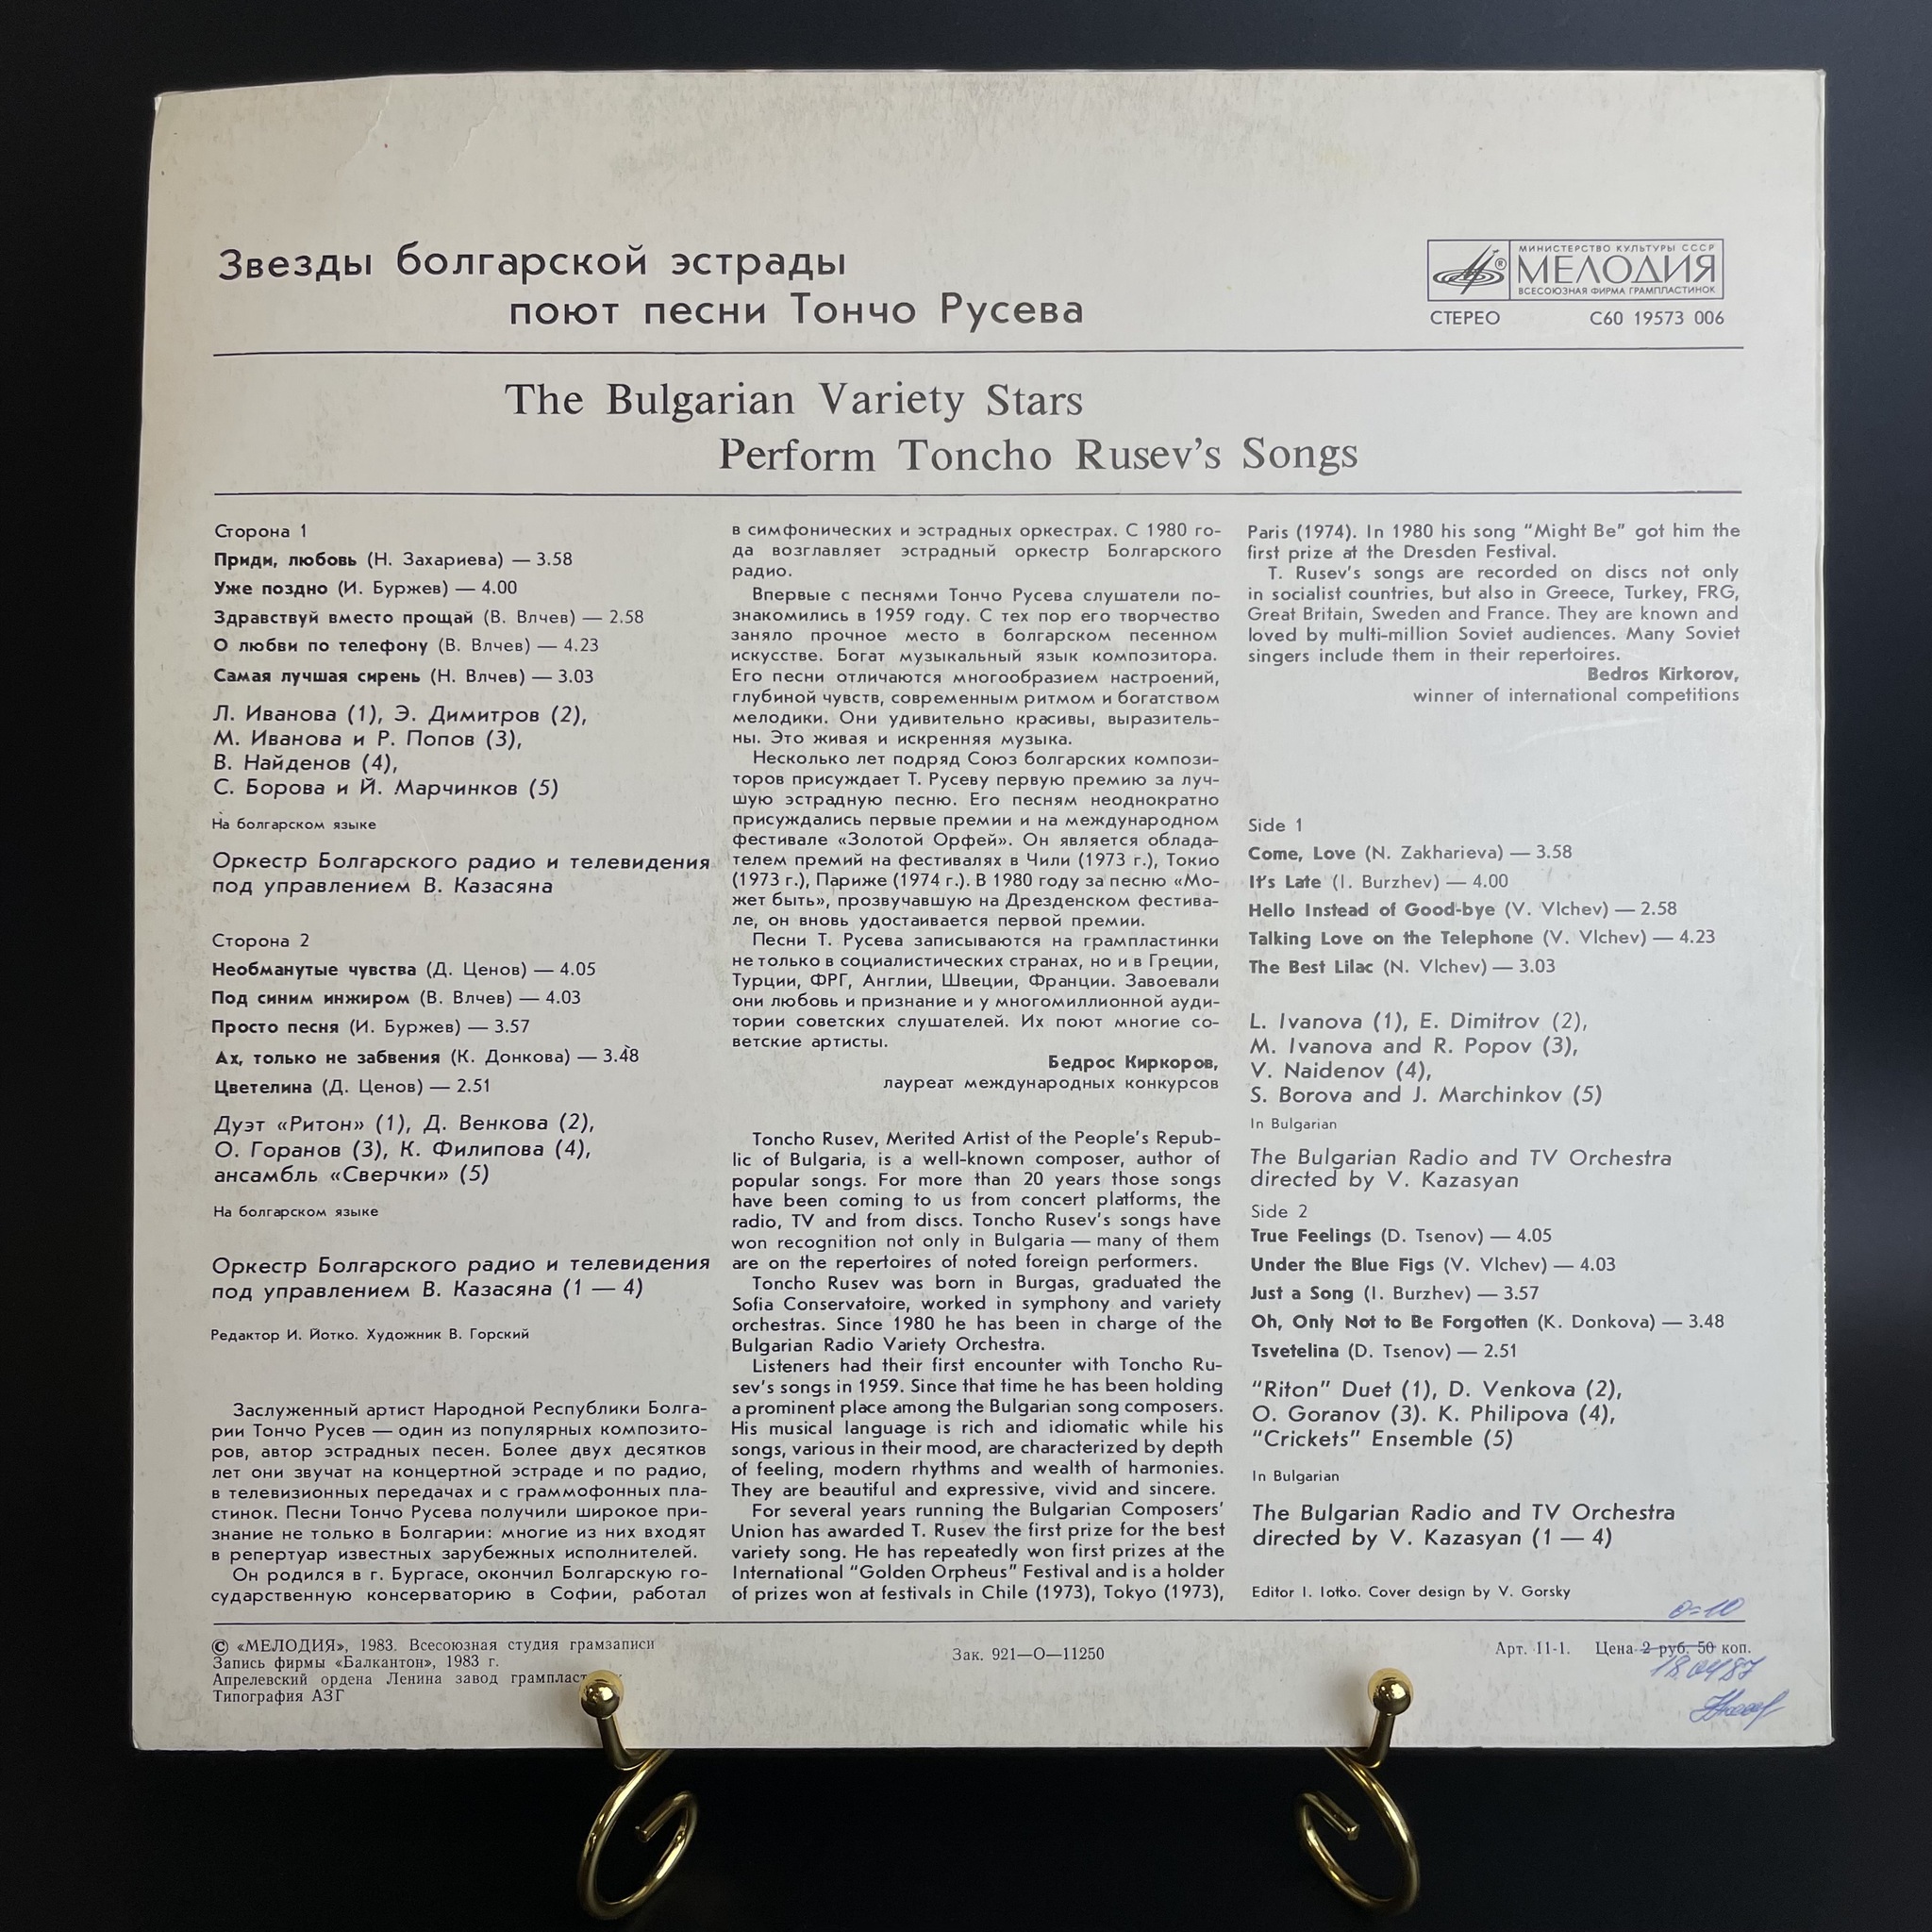 Звезды болгарской эстрады
поют песни Тончо Русева
МИНИСТЕРСТВО КУЛЬТУРЫ СССР
®
МЕЛОДИЯ
ВСЕСОЮЗНАЯ ФИРМА ГРАМПЛАСТИНОК
СТЕРЕО С60 19573 006
The Bulgarian Variety Stars
Perform Toncho Rusev's Songs
Сторона 1
Приди, любовь (Н. Захариева) — 3.58
Уже поздно (И. Буржев) — 4.00
Здравствуй вместо прощай (В. Влчев) — 2.58
О любви по телефону (В. Влчев) — 4.23
Самая лучшая сирень (Н. Влчев) — 3.03
Л. Иванова (1), Э. Димитров (2),
М. Иванова и Р. Попов (3),
В. Найденов (4),
С. Борова и Й. Марчинков (5)
На болгарском языке
Оркестр Болгарского радио и телевидения
под управлением В. Казасяна
Сторона 2
Необманутые чувства (Д. Ценов) — 4.05
Под синим инжиром (В. Влчев) — 4.03
Просто песня (И. Буржев) — 3.57
Ах, только не забвения (К. Донкова) — 3.48
Цветелина (Д. Ценов) — 2.51
Дуэт «Ритон» (1), Д. Венкова (2),
О. Горанов (3), К. Филипова (4),
ансамбль «Сверчки» (5)
На болгарском языке
Оркестр Болгарского радио и телевидения
под управлением В. Казасяна (1 — 4)
Редактор И. Йотко. Художник В. Горский
Заслуженный артист Народной Республики Болга-
рии Тончо Русев — один из популярных композито-
ров, автор эстрадных песен. Более двух десятков
лет они звучат на концертной эстраде и по радио,
в телевизионных передачах и с граммофонных пла-
стинок. Песни Тончо Русева получили широкое при-
знание не только в Болгарии: многие из них входят
в репертуар известных зарубежных исполнителей.
Он родился в г. Бургасе, окончил Болгарскую го-
сударственную консерваторию в Софии, работал
в симфонических и эстрадных оркестрах. С 1980 го-
да возглавляет эстрадный оркестр Болгарского
радио.
Впервые с песнями Тончо Русева слушатели по-
знакомились в 1959 году. С тех пор его творчество
заняло прочное место в болгарском песенном
искусстве. Богат музыкальный язык композитора.
Его песни отличаются многообразием настроений,
глубиной чувств, современным ритмом и богатством
мелодики. Они удивительно красивы, выразитель-
ны. Это живая и искренняя музыка.
Несколько лет подряд Союз болгарских компози-
торов присуждает Т. Русеву первую премию за луч-
шую эстрадную песню. Его песням неоднократно
присуждались первые премии и на международном
фестивале «Золотой Орфей». Он является облада-
телем премий на фестивалях в Чили (1973 г.), Токио
(1973 г.), Париже (1974 г.). В 1980 году за песню «Мо-
жет быть», прозвучавшую на Дрезденском фестива-
ле, он вновь удостаивается первой премии.
Песни Т. Русева записываются на грампластинки
не только в социалистических странах, но и в Греции,
Турции, ФРГ, Англии, Швеции, Франции. Завоевали
они любовь и признание и у многомиллионной ауди-
тории советских слушателей. Их поют многие со-
ветские артисты.
Бедрос Киркоров,
лауреат международных конкурсов
Toncho Rusev, Merited Artist of the People's Repub-
lic of Bulgaria, is a well-known composer, author of
popular songs. For more than 20 years those songs
have been coming to us from concert platforms, the
radio, TV and from discs. Toncho Rusev's songs have
won recognition not only in Bulgaria — many of them
are on the repertoires of noted foreign performers.
Toncho Rusev was born in Burgas, graduated the
Sofia Conservatoire, worked in symphony and variety
orchestras. Since 1980 he has been in charge of the
Bulgarian Radio Variety Orchestra.
Listeners had their first encounter with Toncho Ru-
sev's songs in 1959. Since that time he has been holding
a prominent place among the Bulgarian song composers.
His musical language is rich and idiomatic while his
songs, various in their mood, are characterized by depth
of feeling, modern rhythms and wealth of harmonies.
They are beautiful and expressive, vivid and sincere.
For several years running the Bulgarian Composers'
Union has awarded T. Rusev the first prize for the best
variety song. He has repeatedly won first prizes at the
International "Golden Orpheus" Festival and is a holder
of prizes won at festivals in Chile (1973), Tokyo (1973),
Paris (1974). In 1980 his song "Might Be" got him the
first prize at the Dresden Festival.
T. Rusev's songs are recorded on discs not only
in socialist countries, but also in Greece, Turkey, FRG,
Great Britain, Sweden and France. They are known and
loved by multi-million Soviet audiences. Many Soviet
singers include them in their repertoires.
Bedros Kirkorov,
winner of international competitions
Side 1
Come, Love (N. Zakharieva) — 3.58
It's Late (I. Burzhev) — 4.00
Hello Instead of Good-bye (V. Vlchev) — 2.58
Talking Love on the Telephone (V. Vlchev) — 4.23
The Best Lilac (N. Vlchev) — 3.03
L. Ivanova (1), E. Dimitrov (2),
M. Ivanova and R. Popov (3),
V. Naidenov (4),
S. Borova and J. Marchinkov (5)
In Bulgarian
The Bulgarian Radio and TV Orchestra
directed by V. Kazasyan
Side 2
True Feelings (D. Tsenov) — 4.05
Under the Blue Figs (V. Vlchev) — 4.03
Just a Song (I. Burzhev) — 3.57
Oh, Only Not to Be Forgotten (K. Donkova) — 3.48
Tsvetelina (D. Tsenov) — 2.51
"Riton" Duet (1), D. Venkova (2),
O. Goranov (3). K. Philipova (4),
"Crickets" Ensemble (5)
In Bulgarian
The Bulgarian Radio and TV Orchestra
directed by V. Kazasyan (1 — 4)
Editor I. Iotko. Cover design by V. Gorsky
0=10
© «МЕЛОДИЯ», 1983. Всесоюзная студия грамзаписи
Запись фирмы «Балкантон», 1983 г.
Апрелевский ордена Ленина завод
Типография АЗГ
Зак. 921—О—11250
Арт. 11-1. Цена 2 руб. 50 коп.